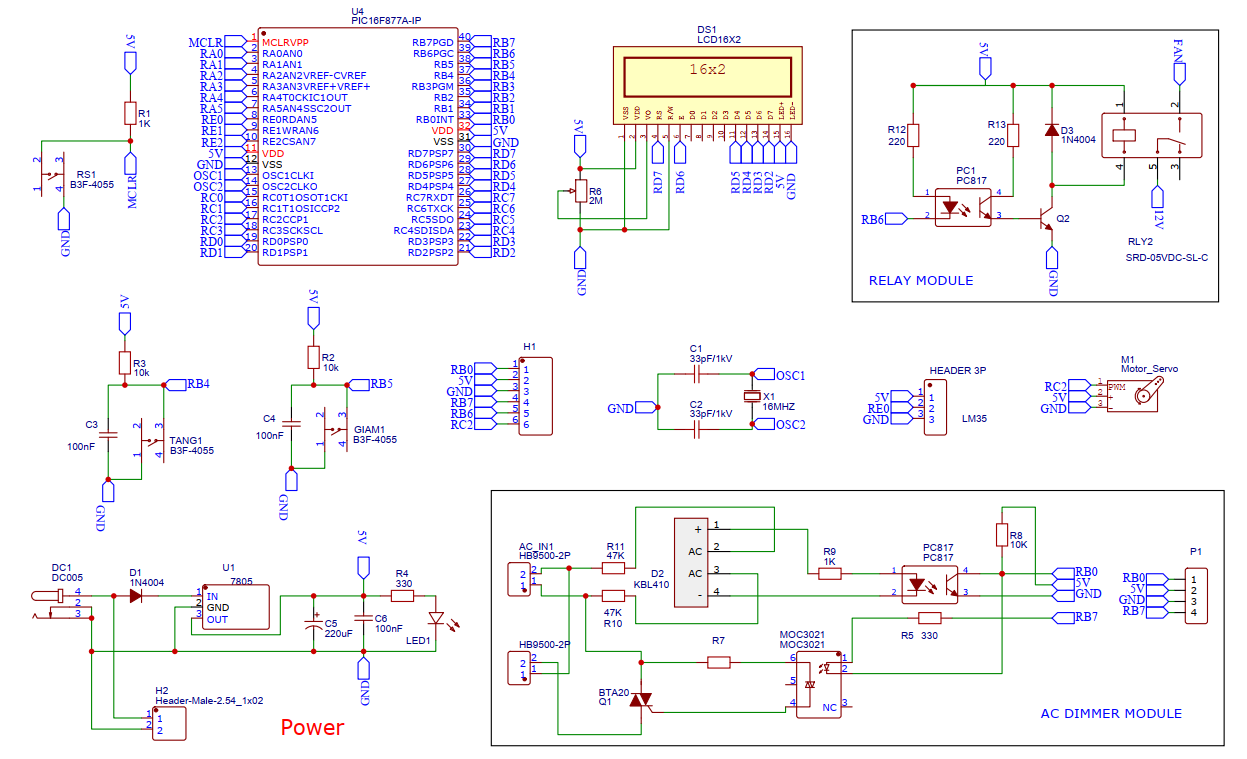 U4
PIC16F877A-IP
MCLR 1 MCLRVPP RB7PGD 40 RB7
RA0 2 RA0AN0 RB6PGC 39 RB6
RA1 3 RA1AN1 RB5 38 RB5
RA2 4 RA2AN2VREF-CVREF RB4 37 RB4
RA3 5 RA3AN3VREF+VREF+ RB3PGM 36 RB3
RA4 6 RA4T0CKIC1OUT RB2 35 RB2
RA5 7 RA5AN4SSC2OUT RB1 34 RB1
RE0 8 RE0RDAN5 RB0INT 33 RB0
RE1 9 RE1WRAN6 VDD 32 5V
RE2 10 RE2CSAN7 VSS 31 GND
5V 11 VDD RD7PSP7 30 RD7
GND 12 VSS RD6PSP6 29 RD6
OSC1 13 OSC1CLKI RD5PSP5 28 RD5
OSC2 14 OSC2CLKO RD4PSP4 27 RD4
RC0 15 RC0T1OSOT1CKI RC7RXDT 26 RC7
RC1 16 RC1T1OSICCP2 RC6TXCK 25 RC6
RC2 17 RC2CCP1 RC5SDO 24 RC5
RC3 18 RC3CKSCL RC4SDISDA 23 RC4
RD0 19 RD0PSP0 RD3PSP3 22 RD3
RD1 20 RD1PSP1 RD2PSP2 21 RD2
5V
R1
1K
2 3
1 4
RS1
B3F-4055
MCLR
GND
DS1
LCD16X2
16x2
VSS VDD VO RS R/W E D0 D1 D2 D3 D4 D5 D6 D7 LED+ LED-
1 2 3 4 5 6 7 8 9 10 11 12 13 14 15 16
5V
RD7 RD6 RD5 RD4 RD3 RD2 5V GND
R6
2M
GND
5V
FAN
R12
220
R13
220
D3
1N4004
1 2
4 5 3
PC1
PC817
1 4
RB6 2 3
Q2
12V
RLY2
SRD-05VDC-SL-C
GND
RELAY MODULE
5V
R3
10k
RB4
C3
100nF
2 3
1 4
TANG1
B3F-4055
GND
5V
R2
10k
RB5
C4
100nF
2 3
1 4
GIAM1
B3F-4055
GND
H1
RB0 1 1
5V 2 2
GND 3 3
RB7 4 4
RB6 5 5
RC2 6 6
C1
33pF/1kV
OSC1
GND
C2
33pF/1kV
X1
16MHZ
OSC2
HEADER 3P
5V 1 1
RE0 2 2
GND 3 3
LM35
M1
Motor_Servo
RC2 1 PWM
5V 2 +
GND 3 -
DC1
DC005
4
2
3
D1
1N4004
U1
7805
1 IN
2 GND
3 OUT
5V
R4
330
C5
220uF
C6
100nF
LED1
GND
H2
Header-Male-2.54_1x02
1 1
2 2
Power
AC_IN1
HB9500-2P
2 2
1 1
R11
47K
47K
R10
D2
KBL410
+ 1
AC 2
AC 3
- 4
R9
1K
PC817
PC817
1 4
2 3
R8
10K
RB0
5V
GND
RB7
R5 330
P1
RB0 1
5V 2
GND 3
RB7 4
HB9500-2P
2 2
1 1
R7
MOC3021
MOC3021
6 1
2
5
4 NC 3
BTA20
Q1
AC DIMMER MODULE